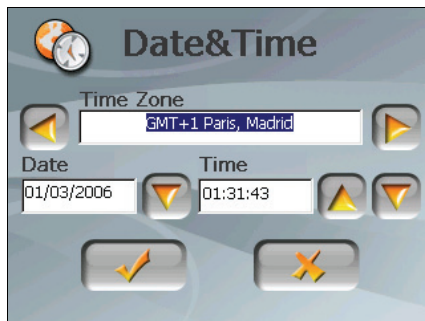 Date&Time
Time Zone
GMT+1 Paris, Madrid
Date
Time
01/03/2006
01:31:43